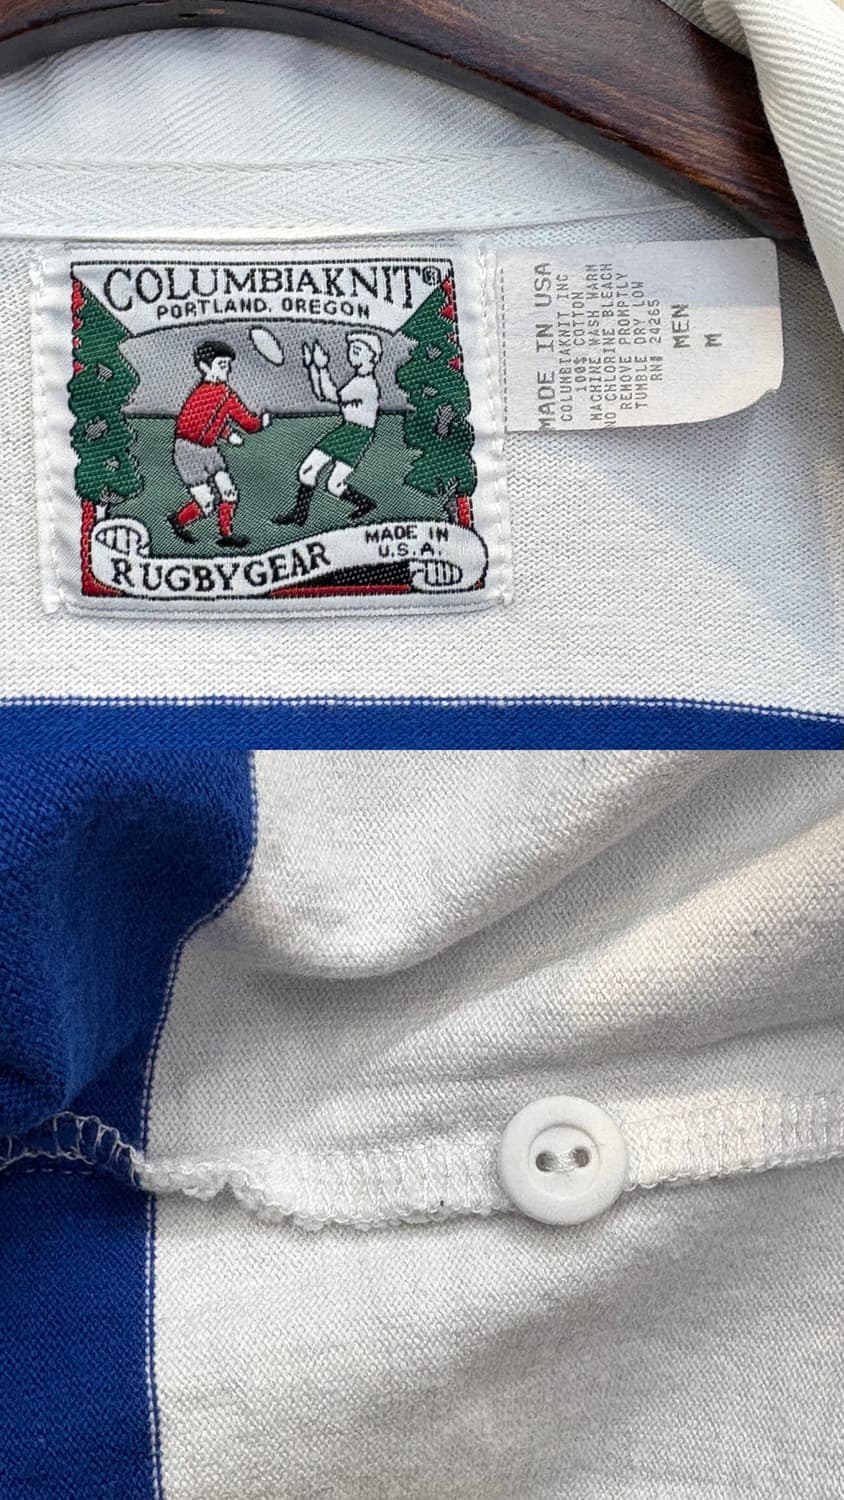 COLUMBIAKNIT®
PORTLAND, OREGON
MADE IN
U.S.A.
RUGBYGEAR
MADE IN USA
COLUMBIAKNIT INC
100% COTTON
MACHINE WASH WARM
NO CHLORINE BLEACH
REMOVE PROMPTLY
TUMBLE DRY LOW
RN# 24265
MEN
M